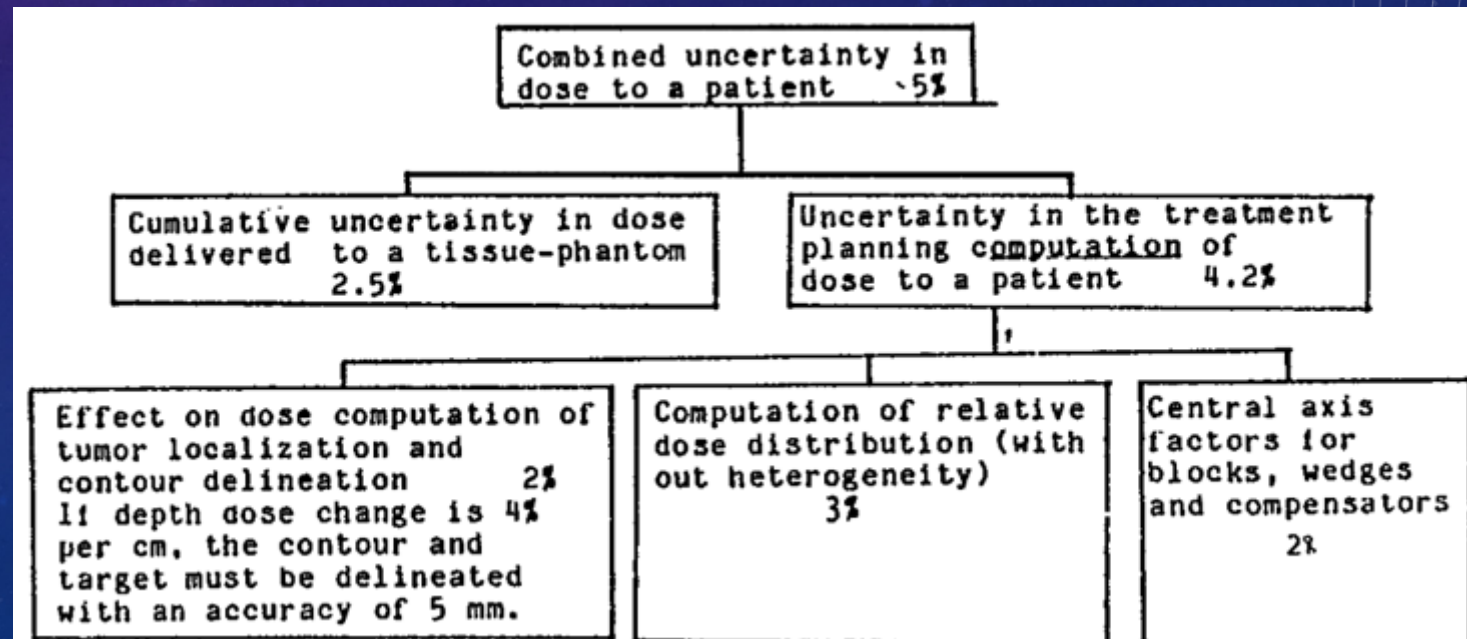 Combined uncertainty in
dose to a patient ~5%
Cumulative uncertainty in dose
delivered to a tissue-phantom
2.5%
Uncertainty in the treatment
planning computation of
dose to a patient 4.2%
Effect on dose computation of
tumor localization and
contour delineation 2%
If depth dose change is 4%
per cm, the contour and
target must be delineated
with an accuracy of 5 mm.
Computation of relative
dose distribution (with
out heterogeneity)
3%
Central axis
factors for
blocks, wedges
and compensators
2%